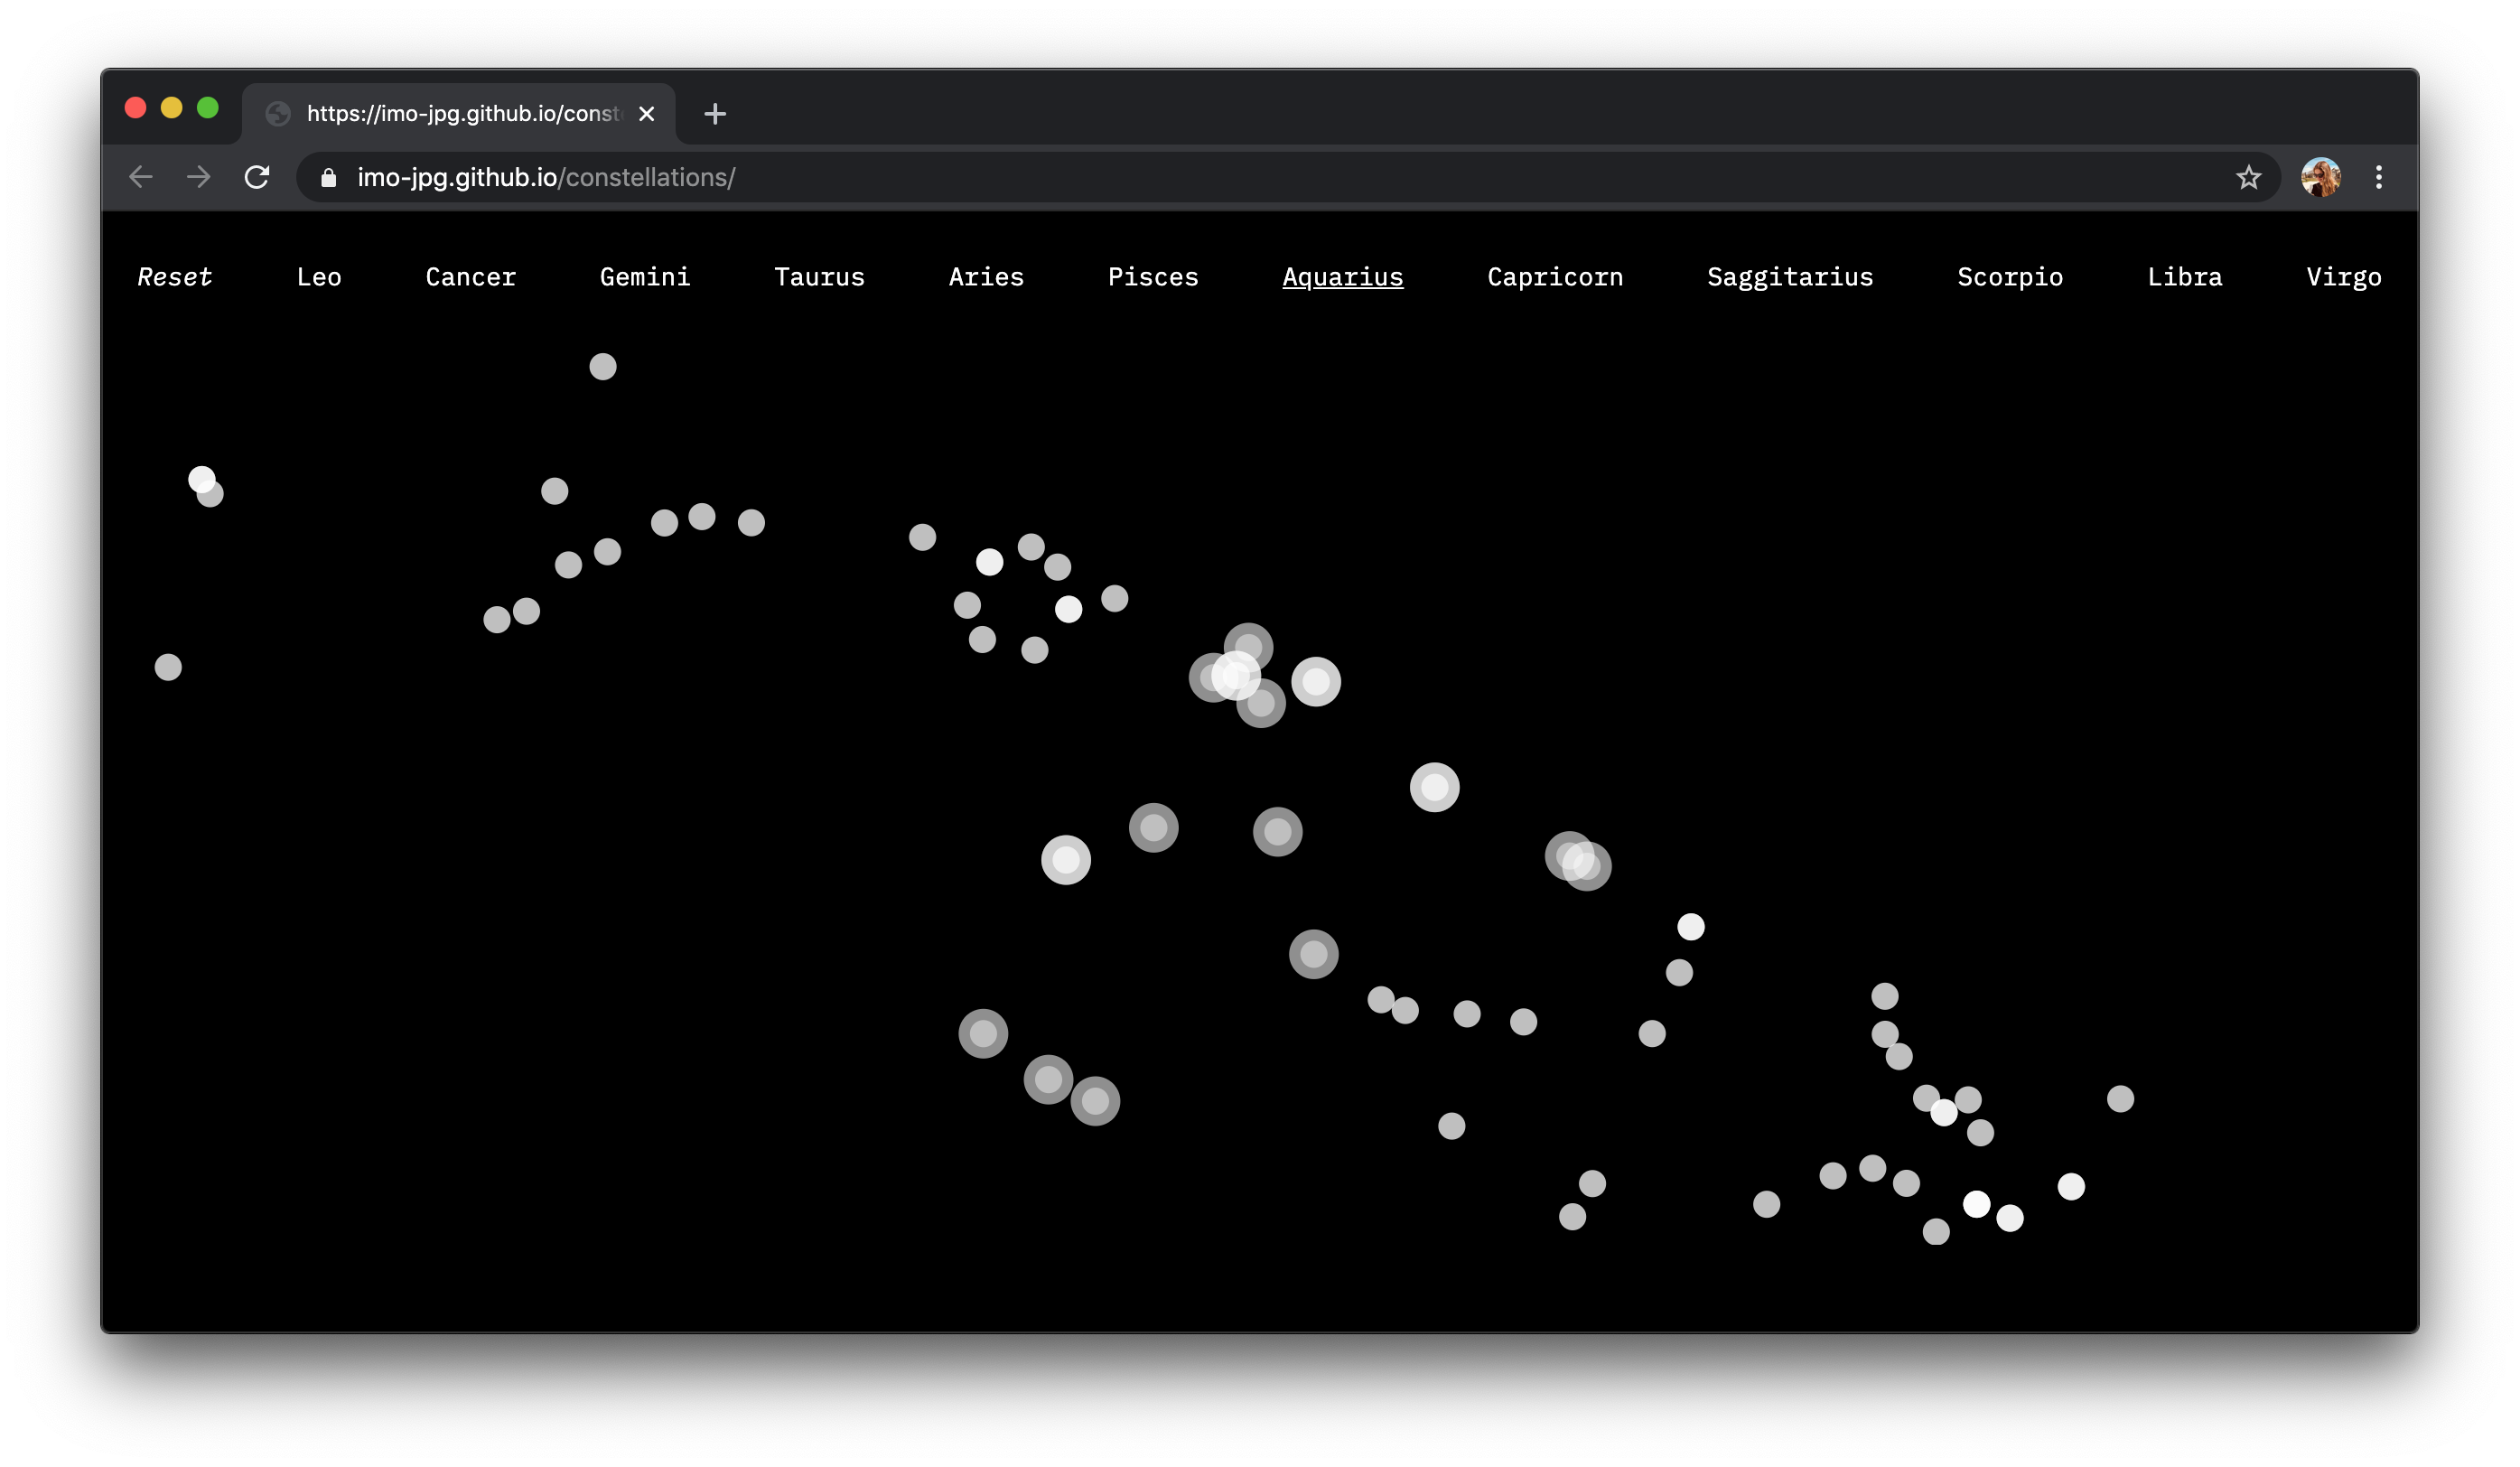 https://imo-jpg.github.io/const
imo-jpg.github.io/constellations/
Reset Leo Cancer Gemini Taurus Aries Pisces Aquarius Capricorn Saggitarius Scorpio Libra Virgo